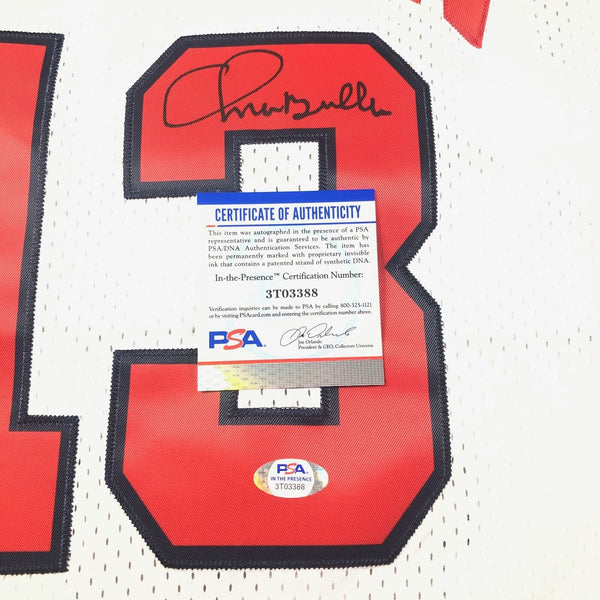 13
CERTIFICATE OF AUTHENTICITY
This item was autographed in the presence of a PSA
representative and is guaranteed to be authentic by
PSA/DNA Authentication Services. The item has
been permanently marked with proprietary invisible
ink that contains a patented strand of synthetic DNA.
In-the-Presence™ Certification Number:
3T03388
Verification inquiries can be made to PSA by calling 800-325-1121
or by visiting PSAcard.com and entering the certification number above.
PSA
Joe Orlando
President & CEO, Collectors Universe
PSA
IN THE PRESENCE
3T03388